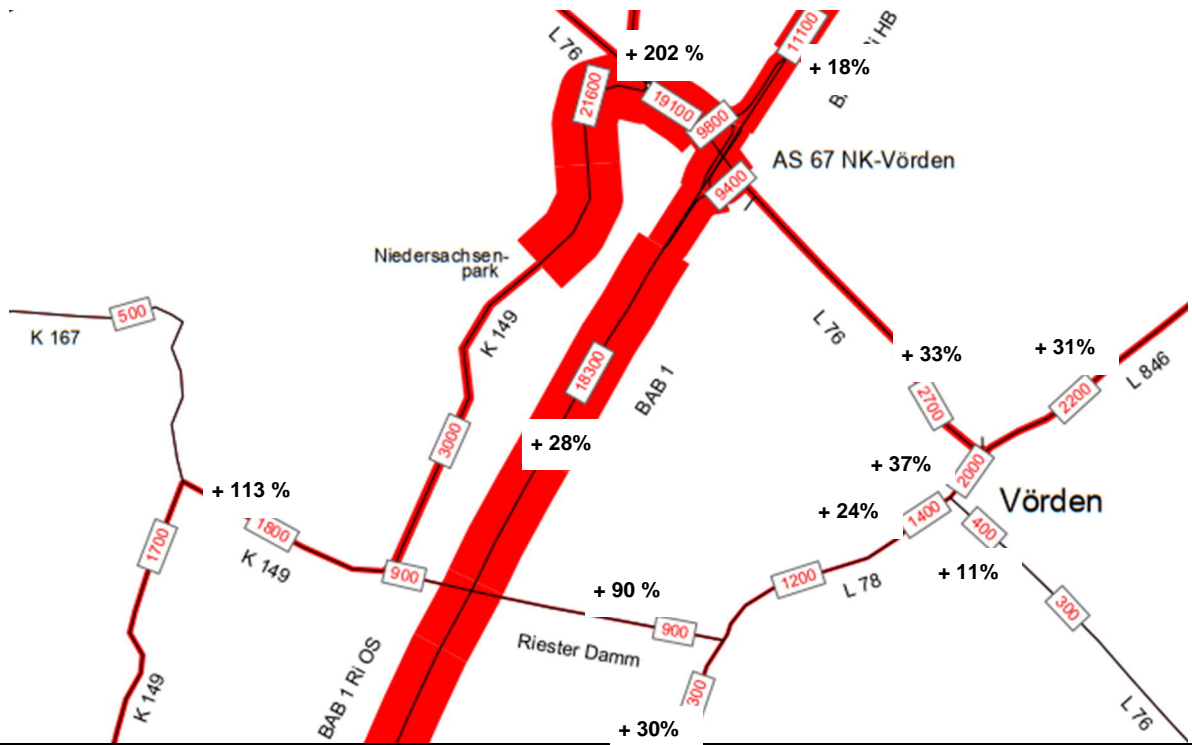 L 76
+ 202 %
11100
Ri HB
+ 18%
21600
19100
9800
AS 67 NK-Vörden
9400
Niedersachsen-
park
500
K 167
K 149
L 76
18300
BAB 1
+ 33%
+ 31%
L 846
2700
2200
3000
+ 28%
+ 37%
2000
Vörden
+ 113 %
+ 24%
1400
400
1800
1700
K 149
900
+ 90 %
1200
L 78
+ 11%
300
900
Riester Damm
BAB 1 Ri OS
K 149
300
L 76
+ 30%